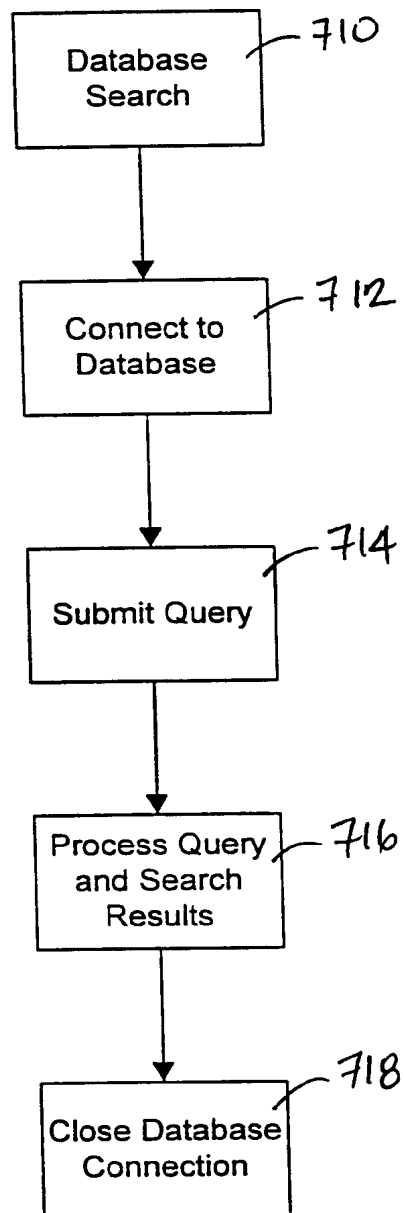 Database
Search
710
Connect to
Database
712
Submit Query
714
Process Query
and Search
Results
716
Close Database
Connection
718